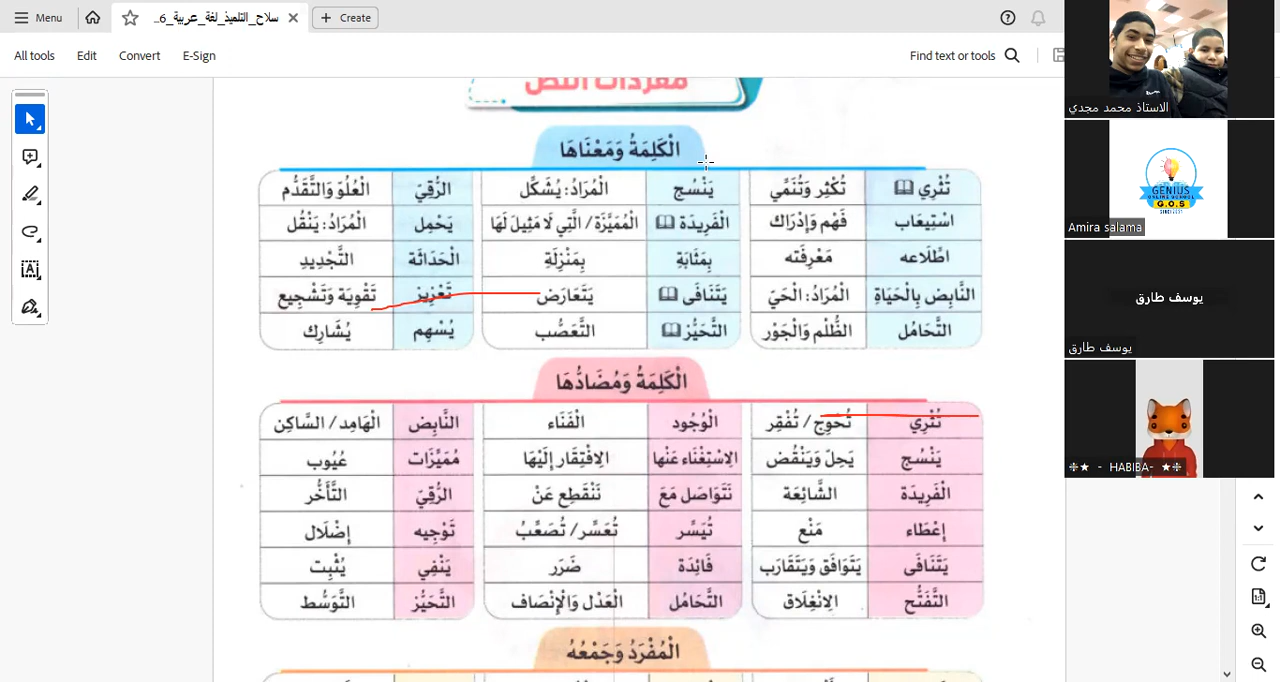 Menu
سلاح_التلميذ_لغة_عربية_6...
Create
All tools
Edit
Convert
E-Sign
Find text or tools
مفردات النص
الْكَلِمَةُ وَمَعْنَاهَا
تُثْرِي تُكْثِر وَتُنَمِّي يَنْسُج الْمُرَادُ: يُشَكِّل الرُّقِيّ الْعُلُوّ وَالتَّقَدُّم
اسْتِيعَاب فَهْم وَإِدْرَاك الْفَرِيدَة الْمُمَيَّزَة/ الَّتِي لَا مَثِيلَ لَهَا يَحْمِل الْمُرَادُ: يَنْقُل
اطِّلَاعه مَعْرِفَته بِمَثَابَةِ بِمَنْزِلَةِ الْحَدَاثَة التَّجْدِيد
النَّابِض بِالْحَيَاةِ الْمُرَادُ: الْحَيّ يَتَنَافَى يَتَعَارَض تَعْزِيز تَقْوِيَة وَتَشْجِيع
التَّحَامُل الظُّلْم وَالْجَوْر التَّحَيُّز التَّعَصُّب يُسْهِم يُشَارِك
الْكَلِمَةُ وَمُضَادُّهَا
تُثْرِي تُحْوِج/ تُفْقِر الْوُجُود الْفَنَاء النَّابِض الْهَامِد/ السَّاكِن
يَنْسُج يَحِلّ وَيَنْقُض الِاسْتِغْنَاء عَنْهَا الِافْتِقَار إِلَيْهَا مُمَيِّزَات عُيُوب
الْفَرِيدَة الشَّائِعَة نَتَوَاصَل مَعَ نَنْقَطِع عَنْ الرُّقِيّ التَّأَخُّر
إِعْطَاء مَنْع تُيَسِّر تُعَسِّر/ تُصَعِّبُ تَوْجِيه إِضْلَال
يَتَنَافَى يَتَوَافَق وَيَتَقَارَب فَائِدَة ضَرَر يَنْفِي يُثْبِت
التَّفَتُّح الِانْغِلَاق التَّحَامُل الْعَدْل وَالْإِنْصَاف التَّحَيُّز التَّوَسُّط
الْمُفْرَدُ وَجَمْعُهُ
الاستاذ محمد مجدي
GENIUS
ONLINE SCHOOL
G.O.S
Amira salama
يوسف طارق
يوسف طارق
❉★ - HABIBA- ★❉